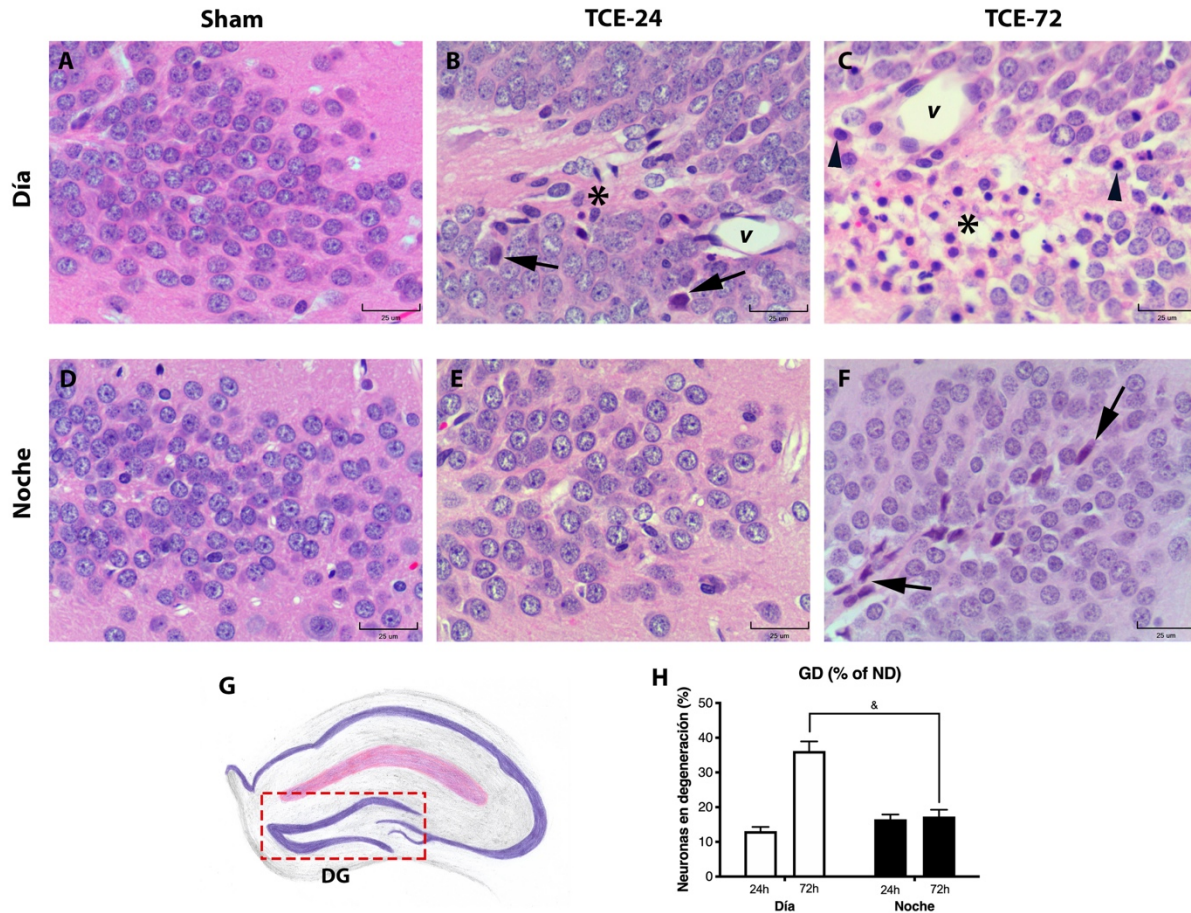 Sham
TCE-24
TCE-72
Día
A
25 um
B
*
v
25 um
C
v
*
25 um
Noche
D
25 um
E
25 um
F
25 um
G
DG
H
GD (% of ND)
Neuronas en degeneración (%)
50
40
30
20
10
0
&
24h
72h
24h
72h
Día
Noche